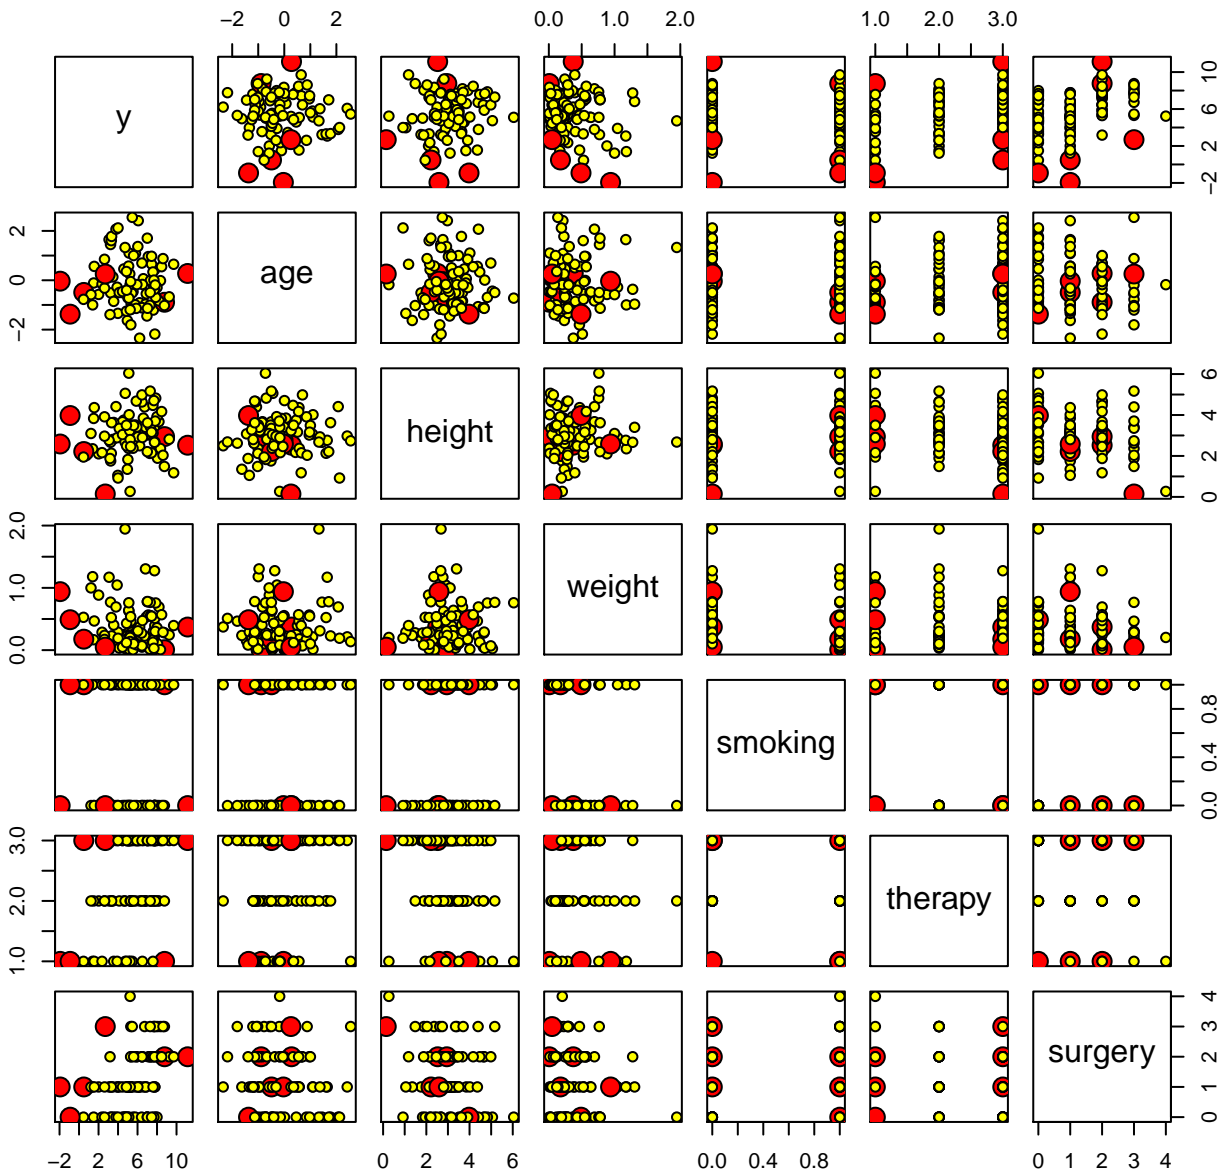 −2 0 2 0.0 1.0 2.0 1.0 2.0 3.0
y −2 2 6 10
−2 0 2 age
height 0 2 4 6
0.0 1.0 2.0 weight
smoking 0.0 0.4 0.8
1.0 2.0 3.0 therapy
surgery 0 1 2 3 4
−2 2 6 10 0 2 4 6 0.0 0.4 0.8 0 1 2 3 4